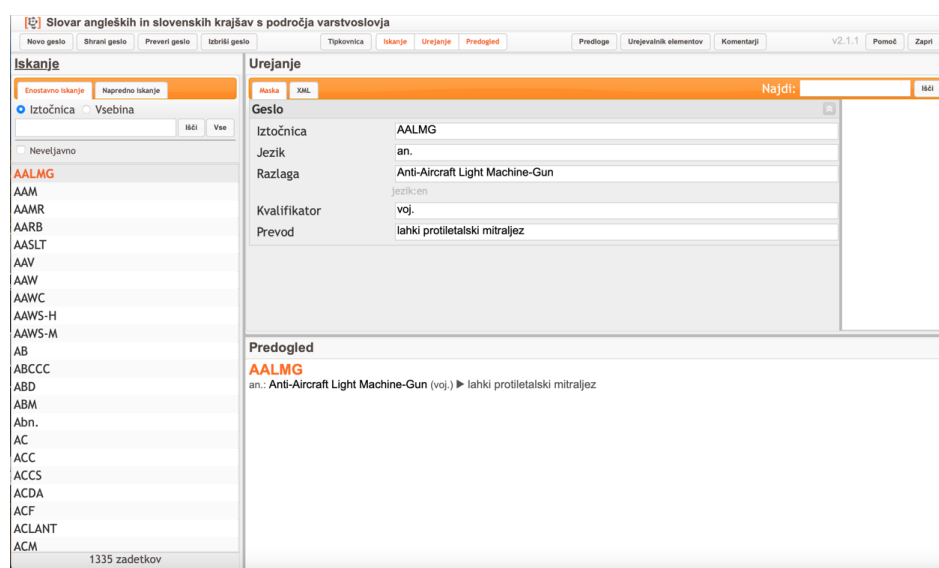 Slovar angleških in slovenskih krajšav s področja varstvoslovja
Novo geslo Shrani geslo Preveri geslo Izbriši geslo Tipkovnica Iskanje Urejanje Predogled Predloge Urejevalnik elementov Komentarji v2.1.1 Pomoč Zapri
Iskanje
Enostavno iskanje Napredno iskanje
Iztočnica Vsebina
Išči Vse
Neveljavno
AALMG
AAM
AAMR
AARB
AASLT
AAV
AAW
AAWC
AAWS-H
AAWS-M
AB
ABCCC
ABD
ABM
Abn.
AC
ACC
ACCS
ACDA
ACF
ACLANT
ACM
1335 zadetkov
Urejanje
Maska XML Najdi: Išči
Geslo
Iztočnica AALMG
Jezik an.
Razlaga Anti-Aircraft Light Machine-Gun
jezik:en
Kvalifikator voj.
Prevod lahki protiletalski mitraljez
Predogled
AALMG
an.: Anti-Aircraft Light Machine-Gun (voj.) ▶ lahki protiletalski mitraljez